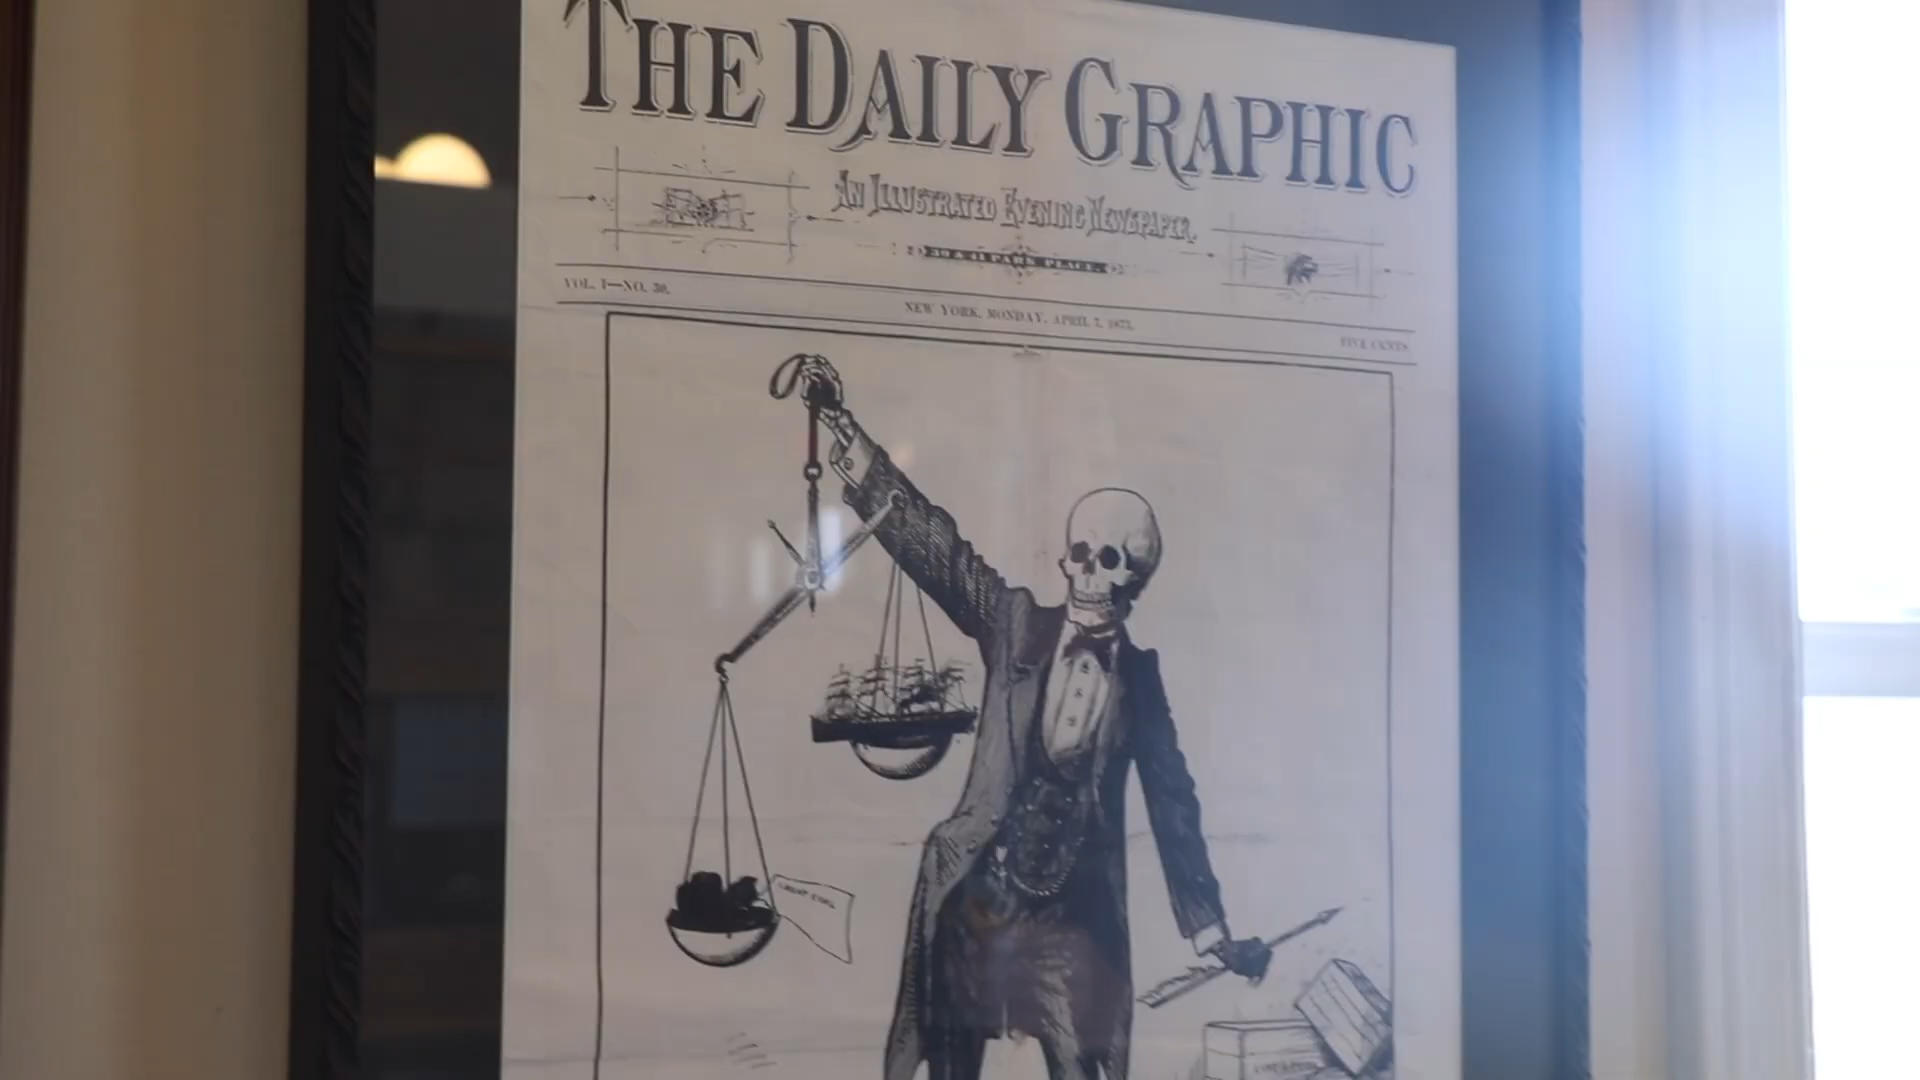 THE DAILY GRAPHIC
AN ILLUSTRATED EVENING NEWSPAPER.
39 & 41 PARK PLACE.
VOL. I—NO. 30.
NEW YORK, MONDAY, APRIL 7, 1873.
FIVE CENTS